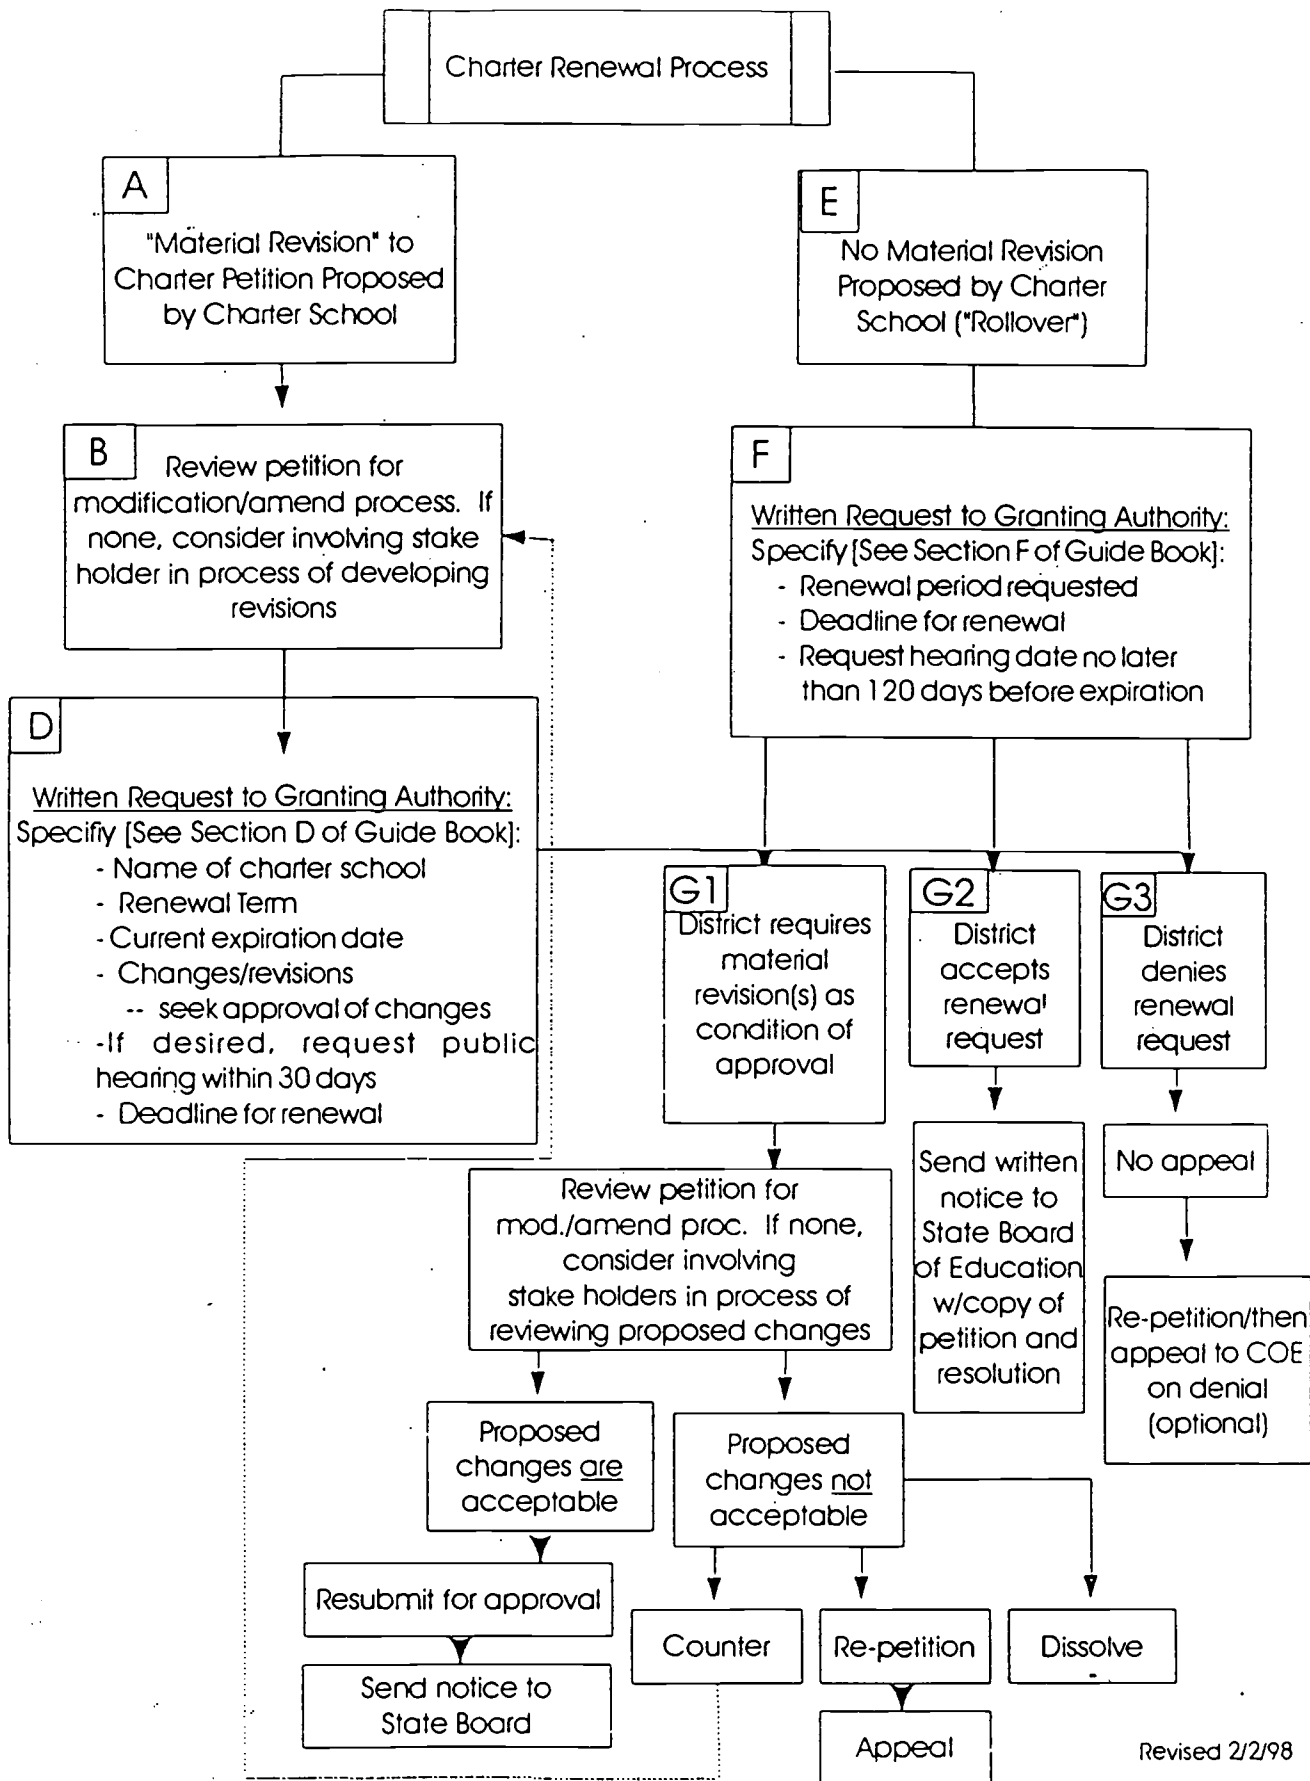 Charter Renewal Process
A
"Material Revision" to
Charter Petition Proposed
by Charter School
E
No Material Revision
Proposed by Charter
School ("Rollover")
B
Review petition for
modification/amend process. If
none, consider involving stake
holder in process of developing
revisions
F
Written Request to Granting Authority:
Specify [See Section F of Guide Book]:
- Renewal period requested
- Deadline for renewal
- Request hearing date no later
than 120 days before expiration
D
Written Request to Granting Authority:
Specifiy [See Section D of Guide Book]:
- Name of charter school
- Renewal Term
- Current expiration date
- Changes/revisions
-- seek approval of changes
-If desired, request public
hearing within 30 days
- Deadline for renewal
G1
District requires
material
revision(s) as
condition of
approval
G2
District
accepts
renewal
request
G3
District
denies
renewal
request
Send written
notice to
State Board
of Education
w/copy of
petition and
resolution
No appeal
Re-petition/then
appeal to COE
on denial
(optional)
Review petition for
mod./amend proc. If none,
consider involving
stake holders in process of
reviewing proposed changes
Proposed
changes are
acceptable
Proposed
changes not
acceptable
Resubmit for approval
Send notice to
State Board
Counter
Re-petition
Dissolve
Appeal
Revised 2/2/98